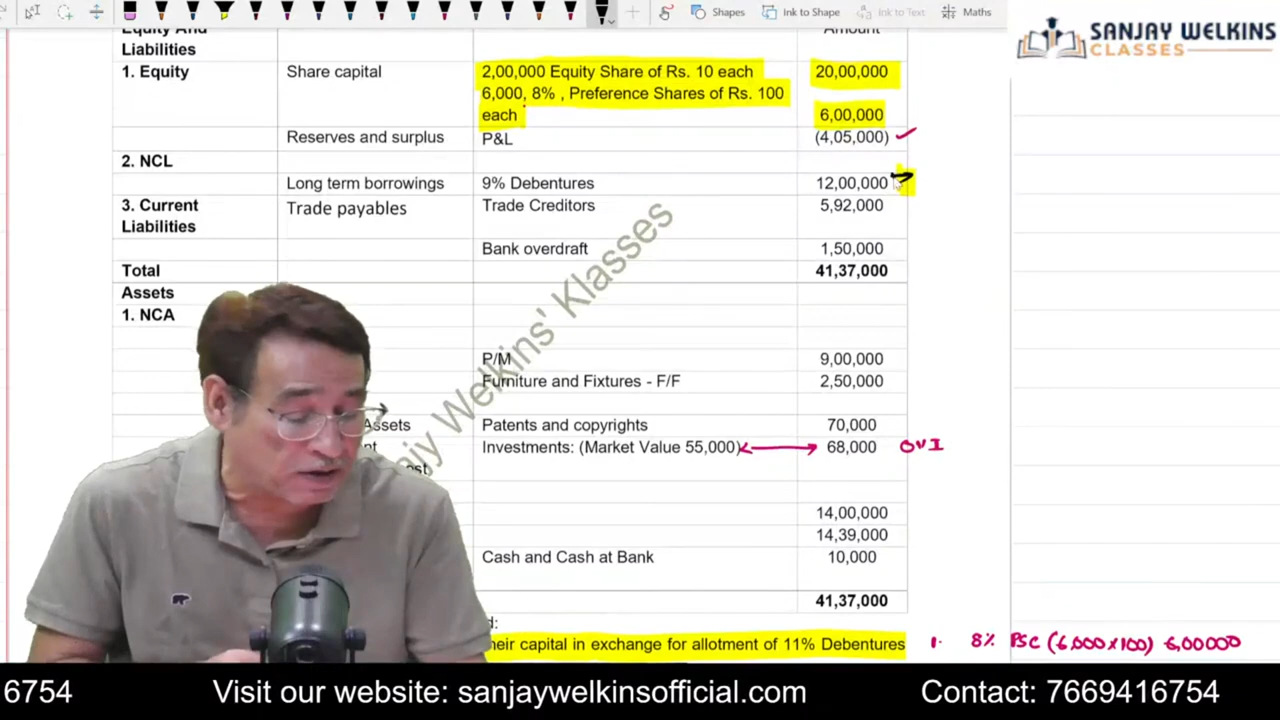 Shapes
Ink to Shape
Ink to Text
Maths
SANJAY WELKINS
CLASSES
Equity And Amount
Liabilities
1. Equity Share capital 2,00,000 Equity Share of Rs. 10 each 20,00,000
6,000, 8% , Preference Shares of Rs. 100
each 6,00,000
Reserves and surplus P&L (4,05,000)
2. NCL
Long term borrowings 9% Debentures 12,00,000
3. Current Trade payables Trade Creditors 5,92,000
Liabilities
Bank overdraft 1,50,000
Total 41,37,000
Assets
1. NCA
P/M 9,00,000
Furniture and Fixtures - F/F 2,50,000
Assets Patents and copyrights 70,000
Investments: (Market Value 55,000) 68,000 OVI
14,00,000
14,39,000
Cash and Cash at Bank 10,000
41,37,000
heir capital in exchange for allotment of 11% Debentures 1. 8% PSC (6,000x100) 6,00000
Welkins' Klasses
6754 Visit our website: sanjaywelkinsofficial.com Contact: 7669416754